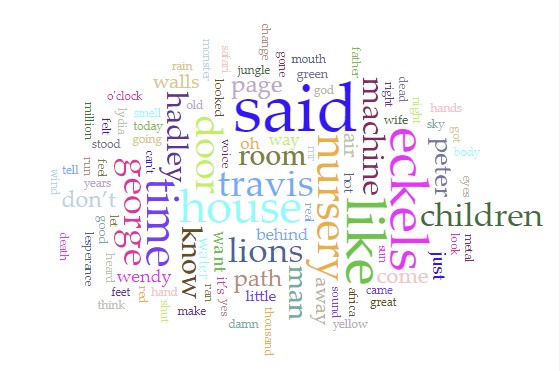 change
father
rain
monster
safari
gone
mouth
walls
looked
jungle
green
page
god
right
dead
o'clock
hadley
old
said
machine
night
hands
million
felt
lydia
smell
today
going
door
voice
oh
way
mr
air
wife
sky
got
stood
can't
room
nursery
hot
eckels
peter
body
tell
run
feel
george
time
travis
like
eyes
wind
years
don't
house
red
children
good
let
know
water
want
behind
sun
just
look
metal
death
lesperance
heard
lions
come
wendy
it's
path
man
away
africa
came
feet
red
hand
ran
yes
little
sound
great
think
shut
make
damn
thousand
yellow